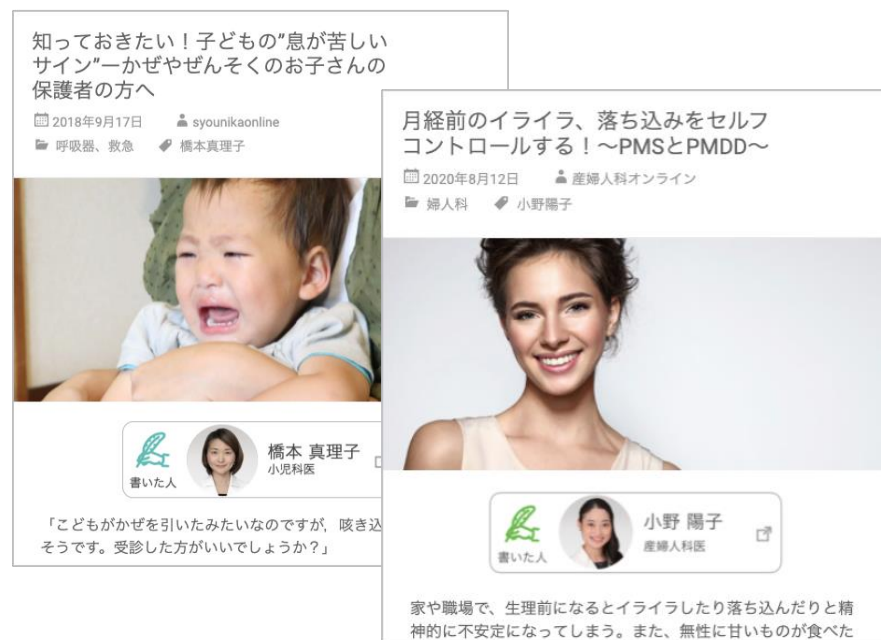 知っておきたい！子どもの”息が苦しい
サイン”ーかぜやぜんそくのお子さんの
保護者の方へ
2018年9月17日 syounikaonline
呼吸器、救急 橋本真理子
書いた人
橋本 真理子
小児科医
「こどもがかぜを引いたみたいなのですが，咳き込
そうです。受診した方がいいでしょうか？」
月経前のイライラ、落ち込みをセルフ
コントロールする！〜PMSとPMDD〜
2020年8月12日 産婦人科オンライン
婦人科 小野陽子
書いた人
小野 陽子
産婦人科医
家や職場で、生理前になるとイライラしたり落ち込んだりと精
神的に不安定になってしまう。また、無性に甘いものが食べた